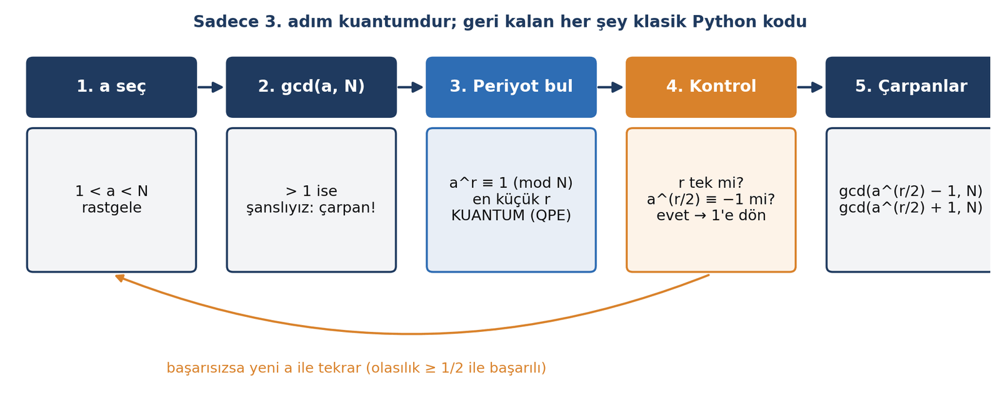 Sadece 3. adım kuantumdur; geri kalan her şey klasik Python kodu
1. a seç
2. gcd(a, N)
3. Periyot bul
4. Kontrol
5. Çarpanlar
1 < a < N
rastgele
> 1 ise
şanslıyız: çarpan!
a^r ≡ 1 (mod N)
en küçük r
KUANTUM (QPE)
r tek mi?
a^(r/2) ≡ −1 mi?
evet → 1'e dön
gcd(a^(r/2) − 1, N)
gcd(a^(r/2) + 1, N)
başarısızsa yeni a ile tekrar (olasılık ≥ 1/2 ile başarılı)